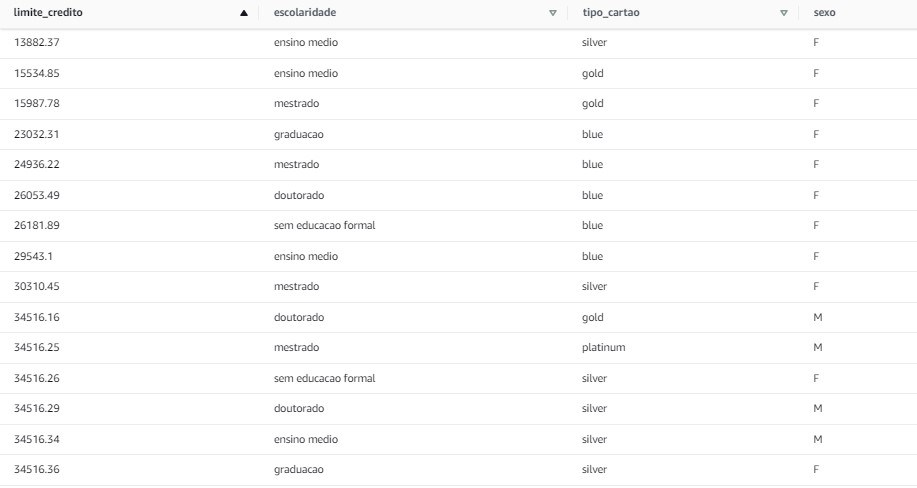 limite_credito escolaridade tipo_cartao sexo
13882.37 ensino medio silver F
15534.85 ensino medio gold F
15987.78 mestrado gold F
23032.31 graduacao blue F
24936.22 mestrado blue F
26053.49 doutorado blue F
26181.89 sem educacao formal blue F
29543.1 ensino medio blue F
30310.45 mestrado silver F
34516.16 doutorado gold M
34516.25 mestrado platinum M
34516.26 sem educacao formal silver F
34516.29 doutorado silver M
34516.34 ensino medio silver M
34516.36 graduacao silver F